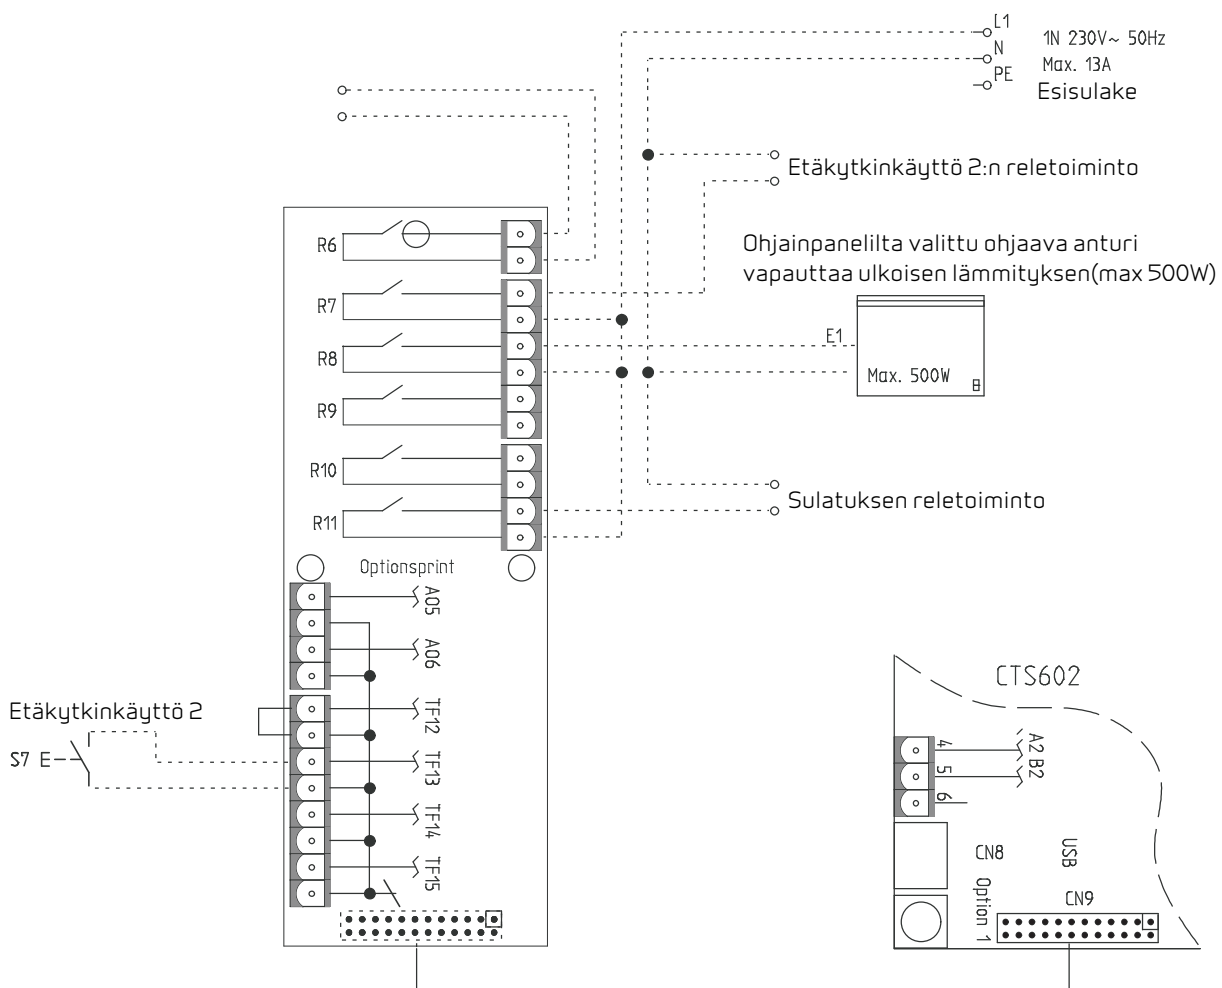 L1
1N 230V~ 50Hz
N
Max. 13A
PE
Esisulake
Etäkytkinkäyttö 2:n reletoiminto
R6
Ohjainpanelilta valittu ohjaava anturi
vapauttaa ulkoisen lämmityksen(max 500W)
R7
E1
R8
Max. 500W
R9
R10
Sulatuksen reletoiminto
R11
Optionsprint
A05
A06
CTS602
Etäkytkinkäyttö 2
TF12
S7 E
TF13
4
A2
5
B2
6
TF14
CN8
USB
TF15
Option 1
CN9